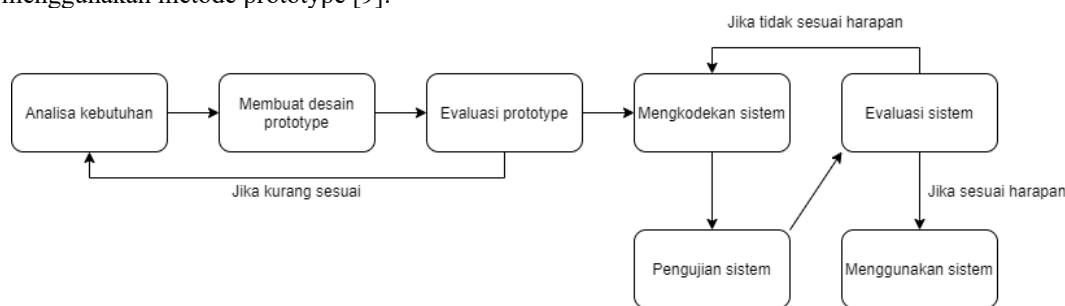 menggunakan metode prototype [9].
Jika tidak sesuai harapan
Analisa kebutuhan
Membuat desain
prototype
Evaluasi prototype
Mengkodekan sistem
Evaluasi sistem
Jika kurang sesuai
Jika sesuai harapan
Pengujian sistem
Menggunakan sistem